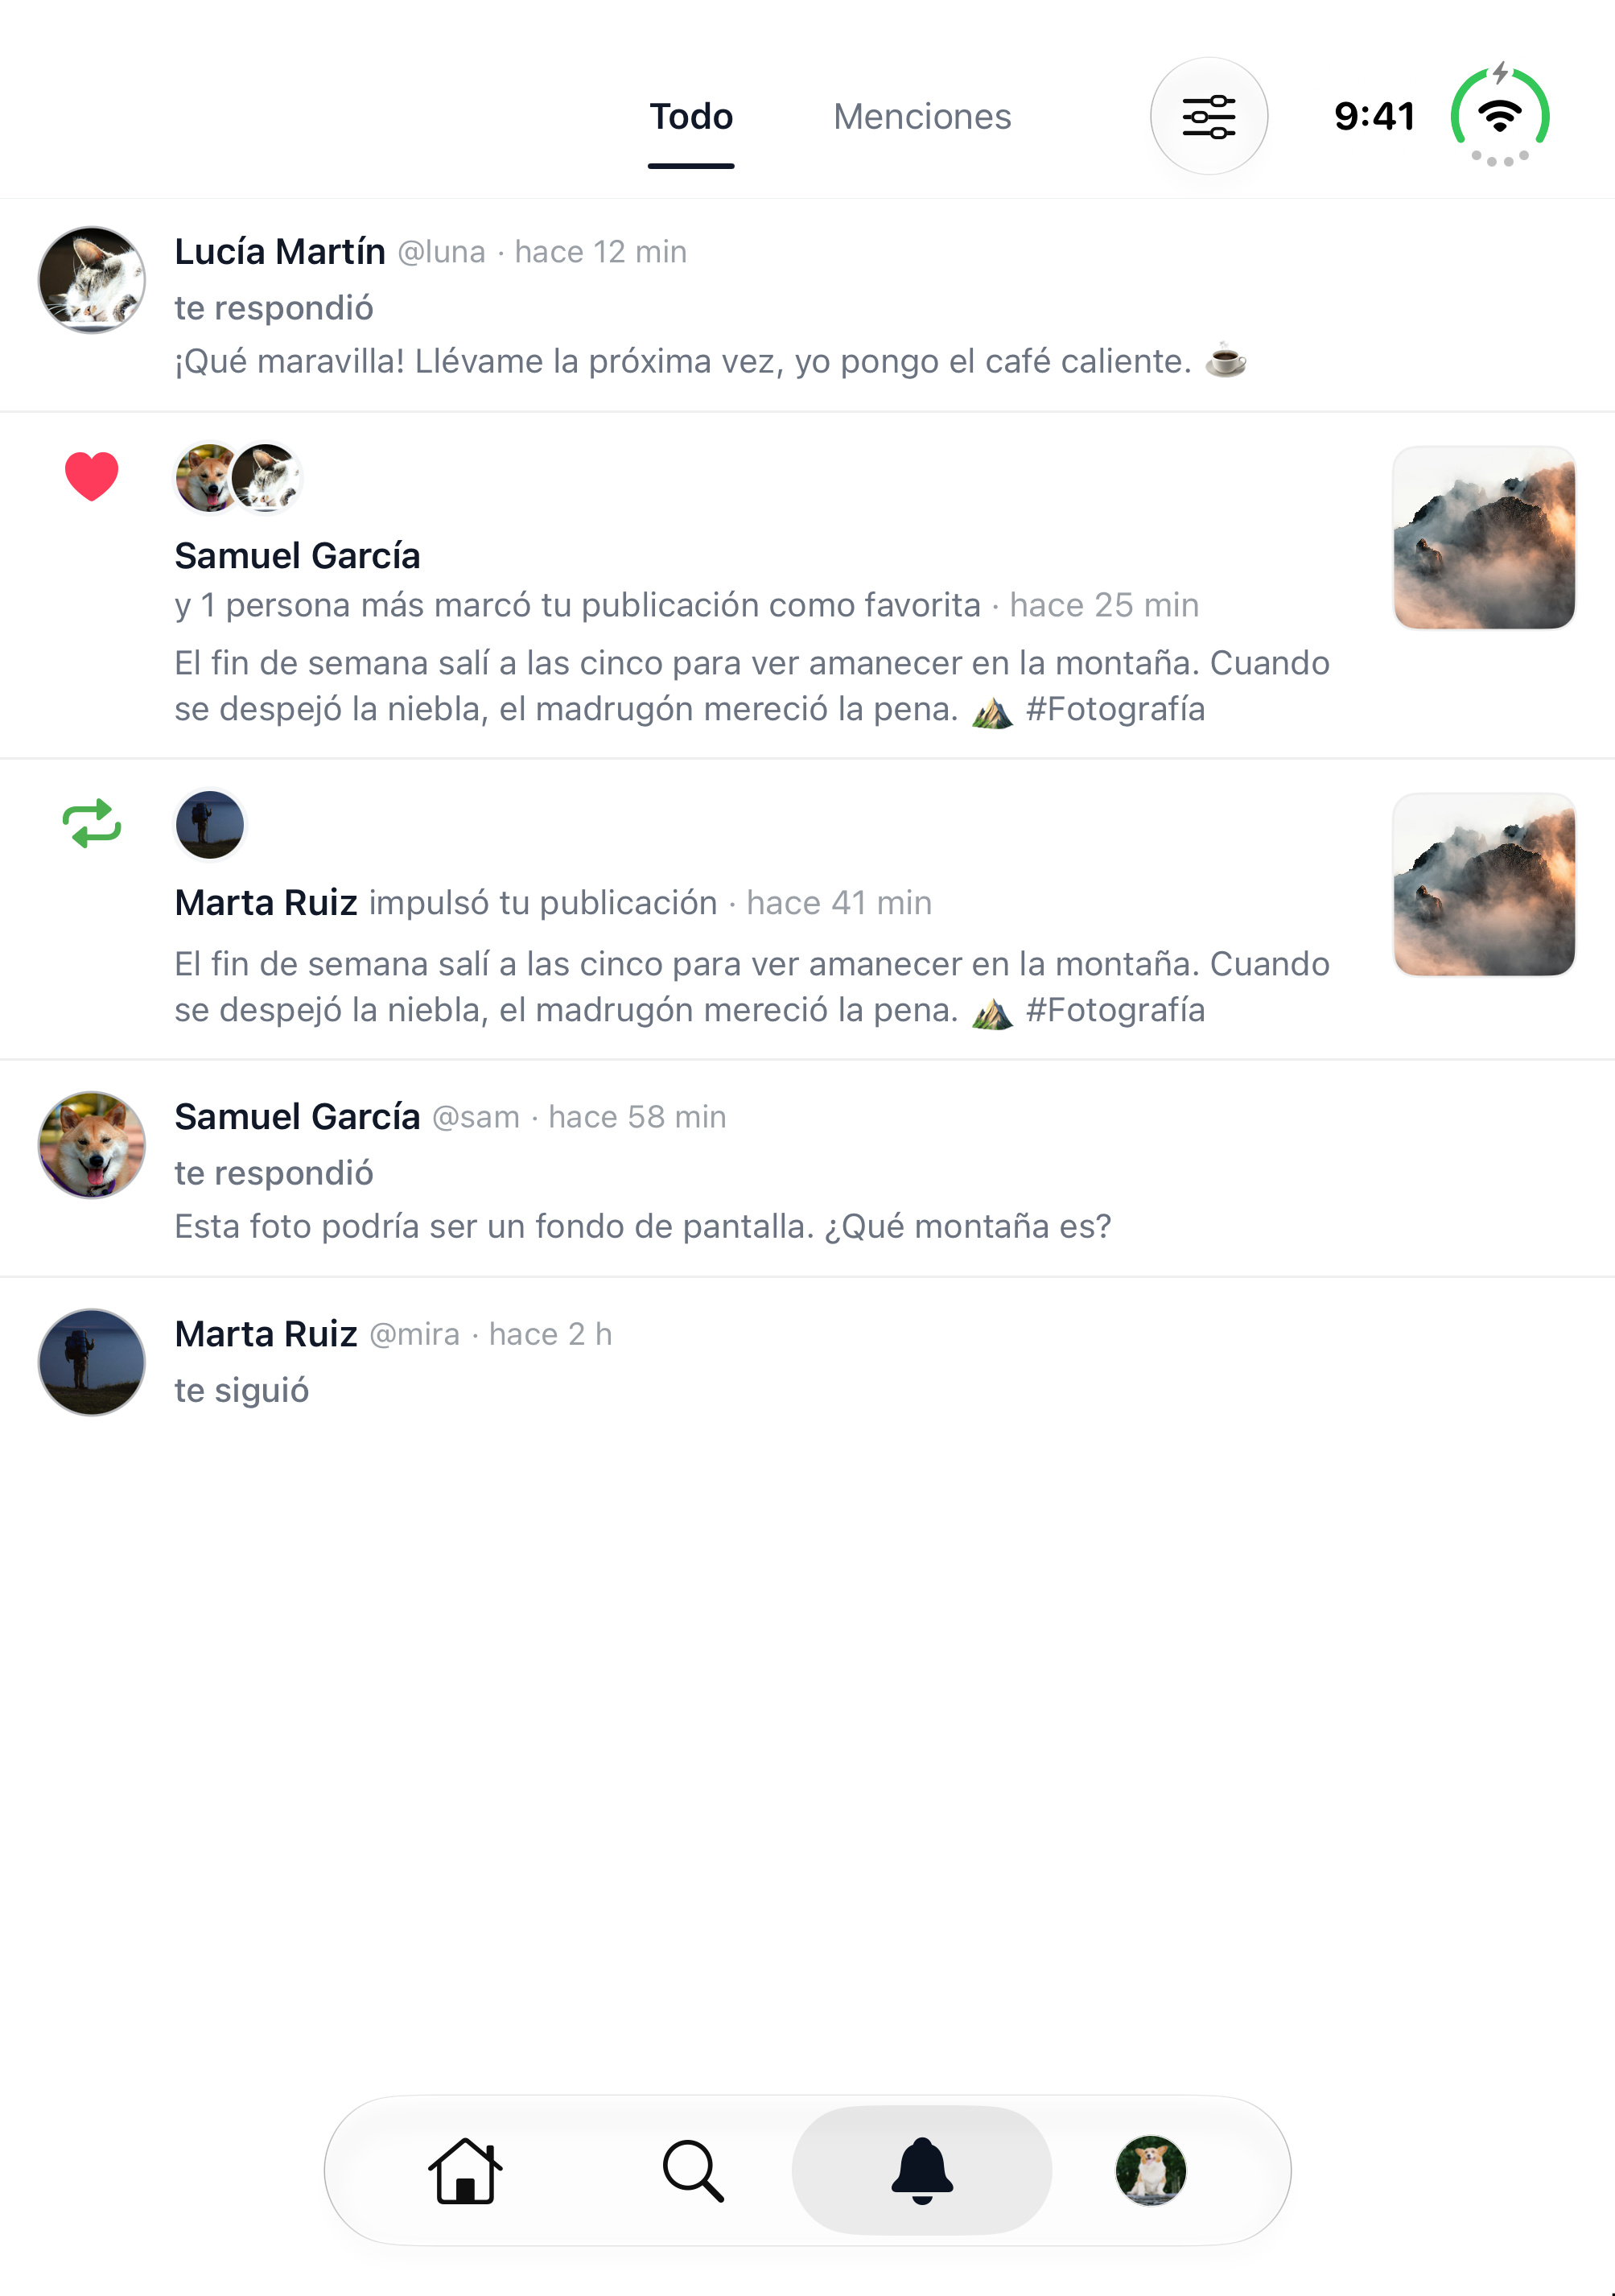 Todo Menciones 9:41
Lucía Martín @luna · hace 12 min
te respondió
¡Qué maravilla! Llévame la próxima vez, yo pongo el café caliente. ☕
Samuel García
y 1 persona más marcó tu publicación como favorita · hace 25 min
El fin de semana salí a las cinco para ver amanecer en la montaña. Cuando
se despejó la niebla, el madrugón mereció la pena. ⛰️ #Fotografía
Marta Ruiz impulsó tu publicación · hace 41 min
El fin de semana salí a las cinco para ver amanecer en la montaña. Cuando
se despejó la niebla, el madrugón mereció la pena. ⛰️ #Fotografía
Samuel García @sam · hace 58 min
te respondió
Esta foto podría ser un fondo de pantalla. ¿Qué montaña es?
Marta Ruiz @mira · hace 2 h
te siguió